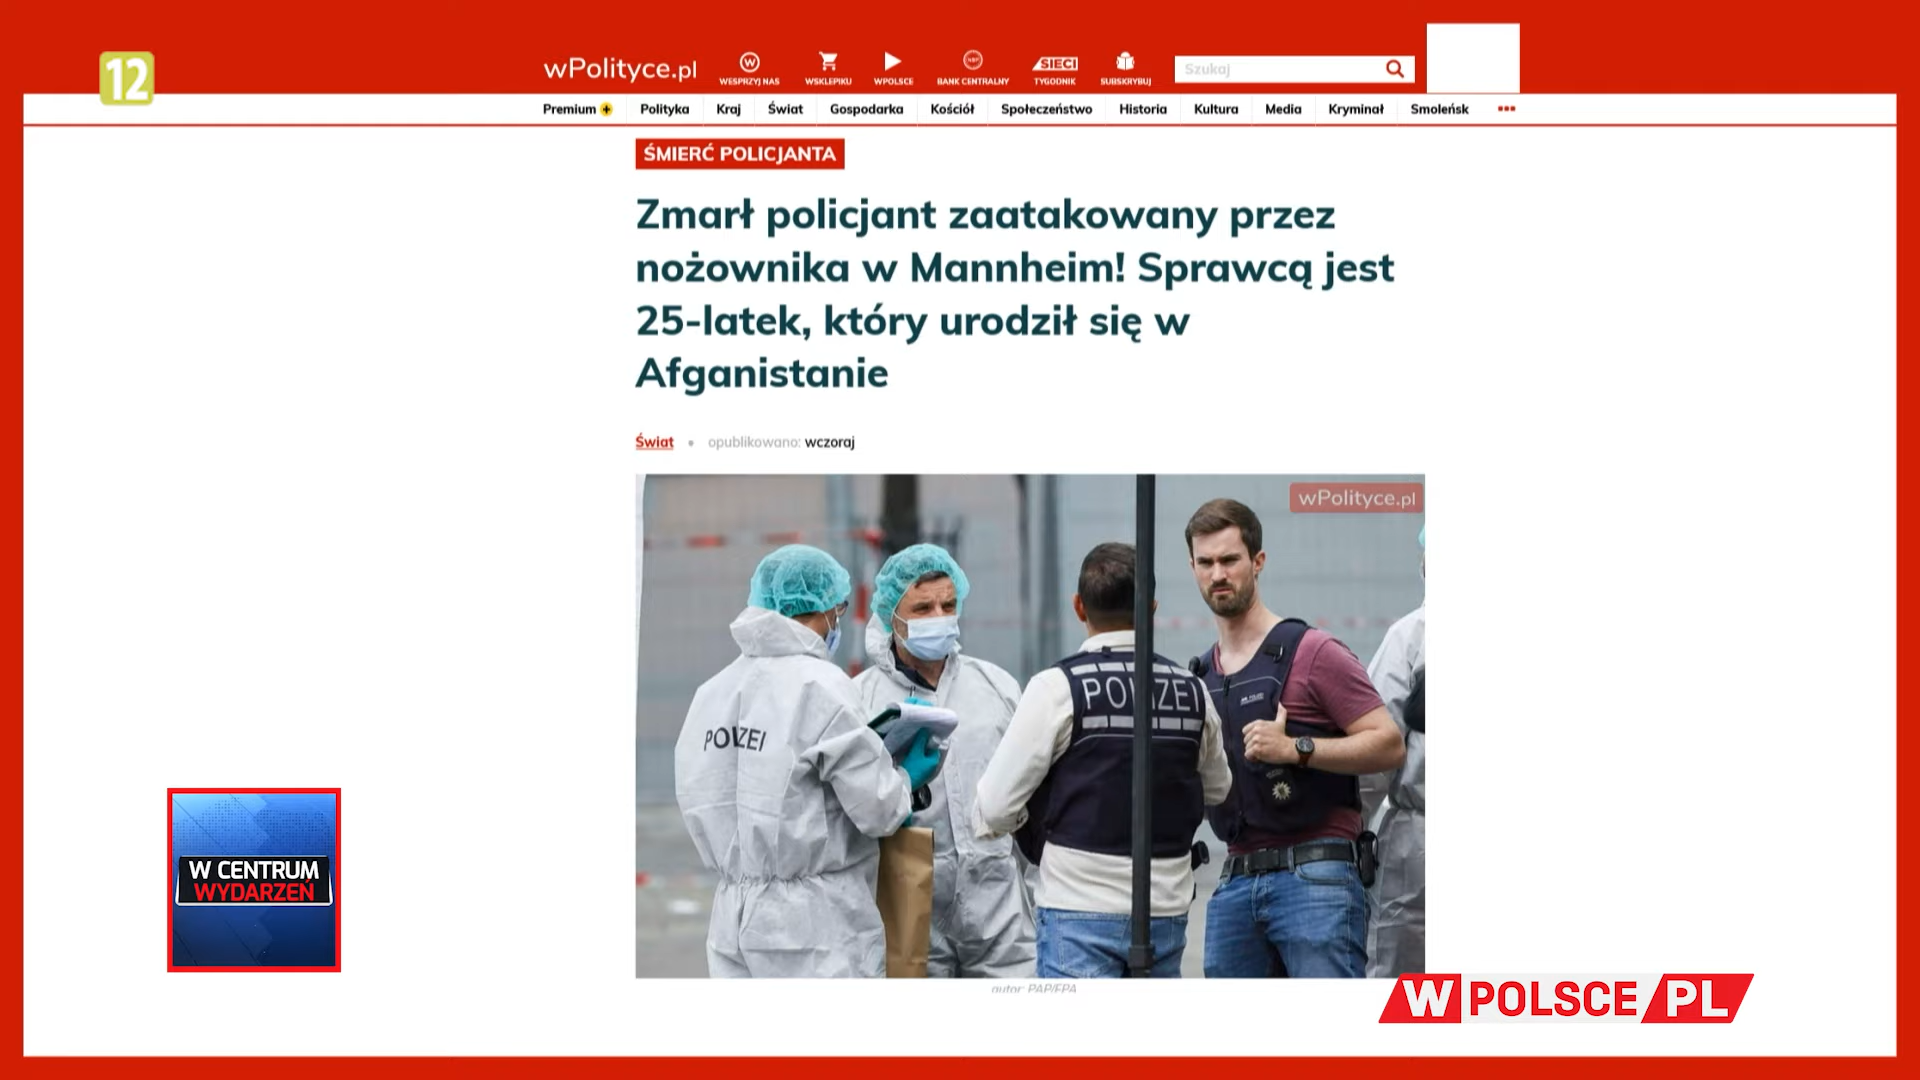 12
wPolityce.pl
WESPRZYJ NAS
WSKLEPIKU
WPOLSCE
BANK CENTRALNY
SIECI
TYGODNIK
SUBSKRYBUJ
Szukaj
Premium + Polityka Kraj Świat Gospodarka Kościół Społeczeństwo Historia Kultura Media Kryminał Smoleńsk
ŚMIERĆ POLICJANTA
Zmarł policjant zaatakowany przez
nożownika w Mannheim! Sprawcą jest
25-latek, który urodził się w
Afganistanie
Świat • opublikowano: wczoraj
wPolityce.pl
POLIZEI
POLIZEI
autor: PAP/EPA
W CENTRUM
WYDARZEŃ
WPOLSCE PL